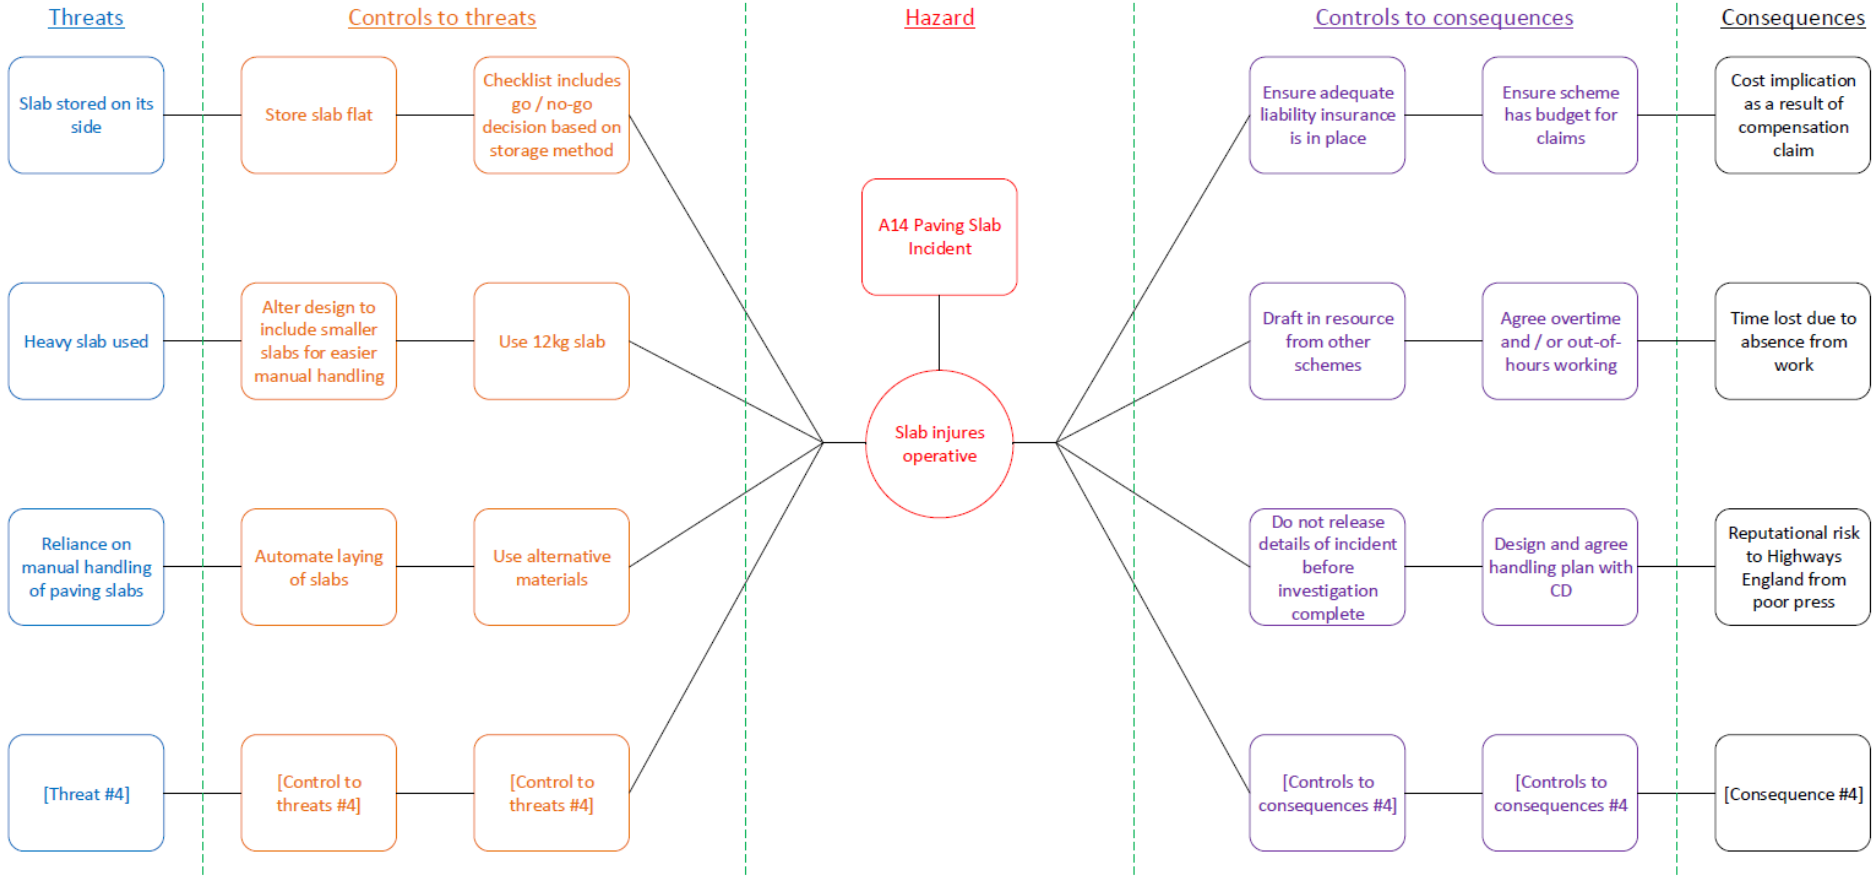 Threats
Controls to threats
Hazard
Controls to consequences
Consequences
Slab stored on its
side
Store slab flat
Checklist includes
go / no-go
decision based on
storage method
Ensure adequate
liability insurance
is in place
Ensure scheme
has budget for
claims
Cost implication
as a result of
compensation
claim
A14 Paving Slab
Incident
Heavy slab used
Alter design to
include smaller
slabs for easier
manual handling
Use 12kg slab
Draft in resource
from other
schemes
Agree overtime
and / or out-of-
hours working
Time lost due to
absence from
work
Slab injures
operative
Reliance on
manual handling
of paving slabs
Automate laying
of slabs
Use alternative
materials
Do not release
details of incident
before
investigation
complete
Design and agree
handling plan with
CD
Reputational risk
to Highways
England from
poor press
[Threat #4]
[Control to
threats #4]
[Control to
threats #4]
[Controls to
consequences #4]
[Controls to
consequences #4
[Consequence #4]